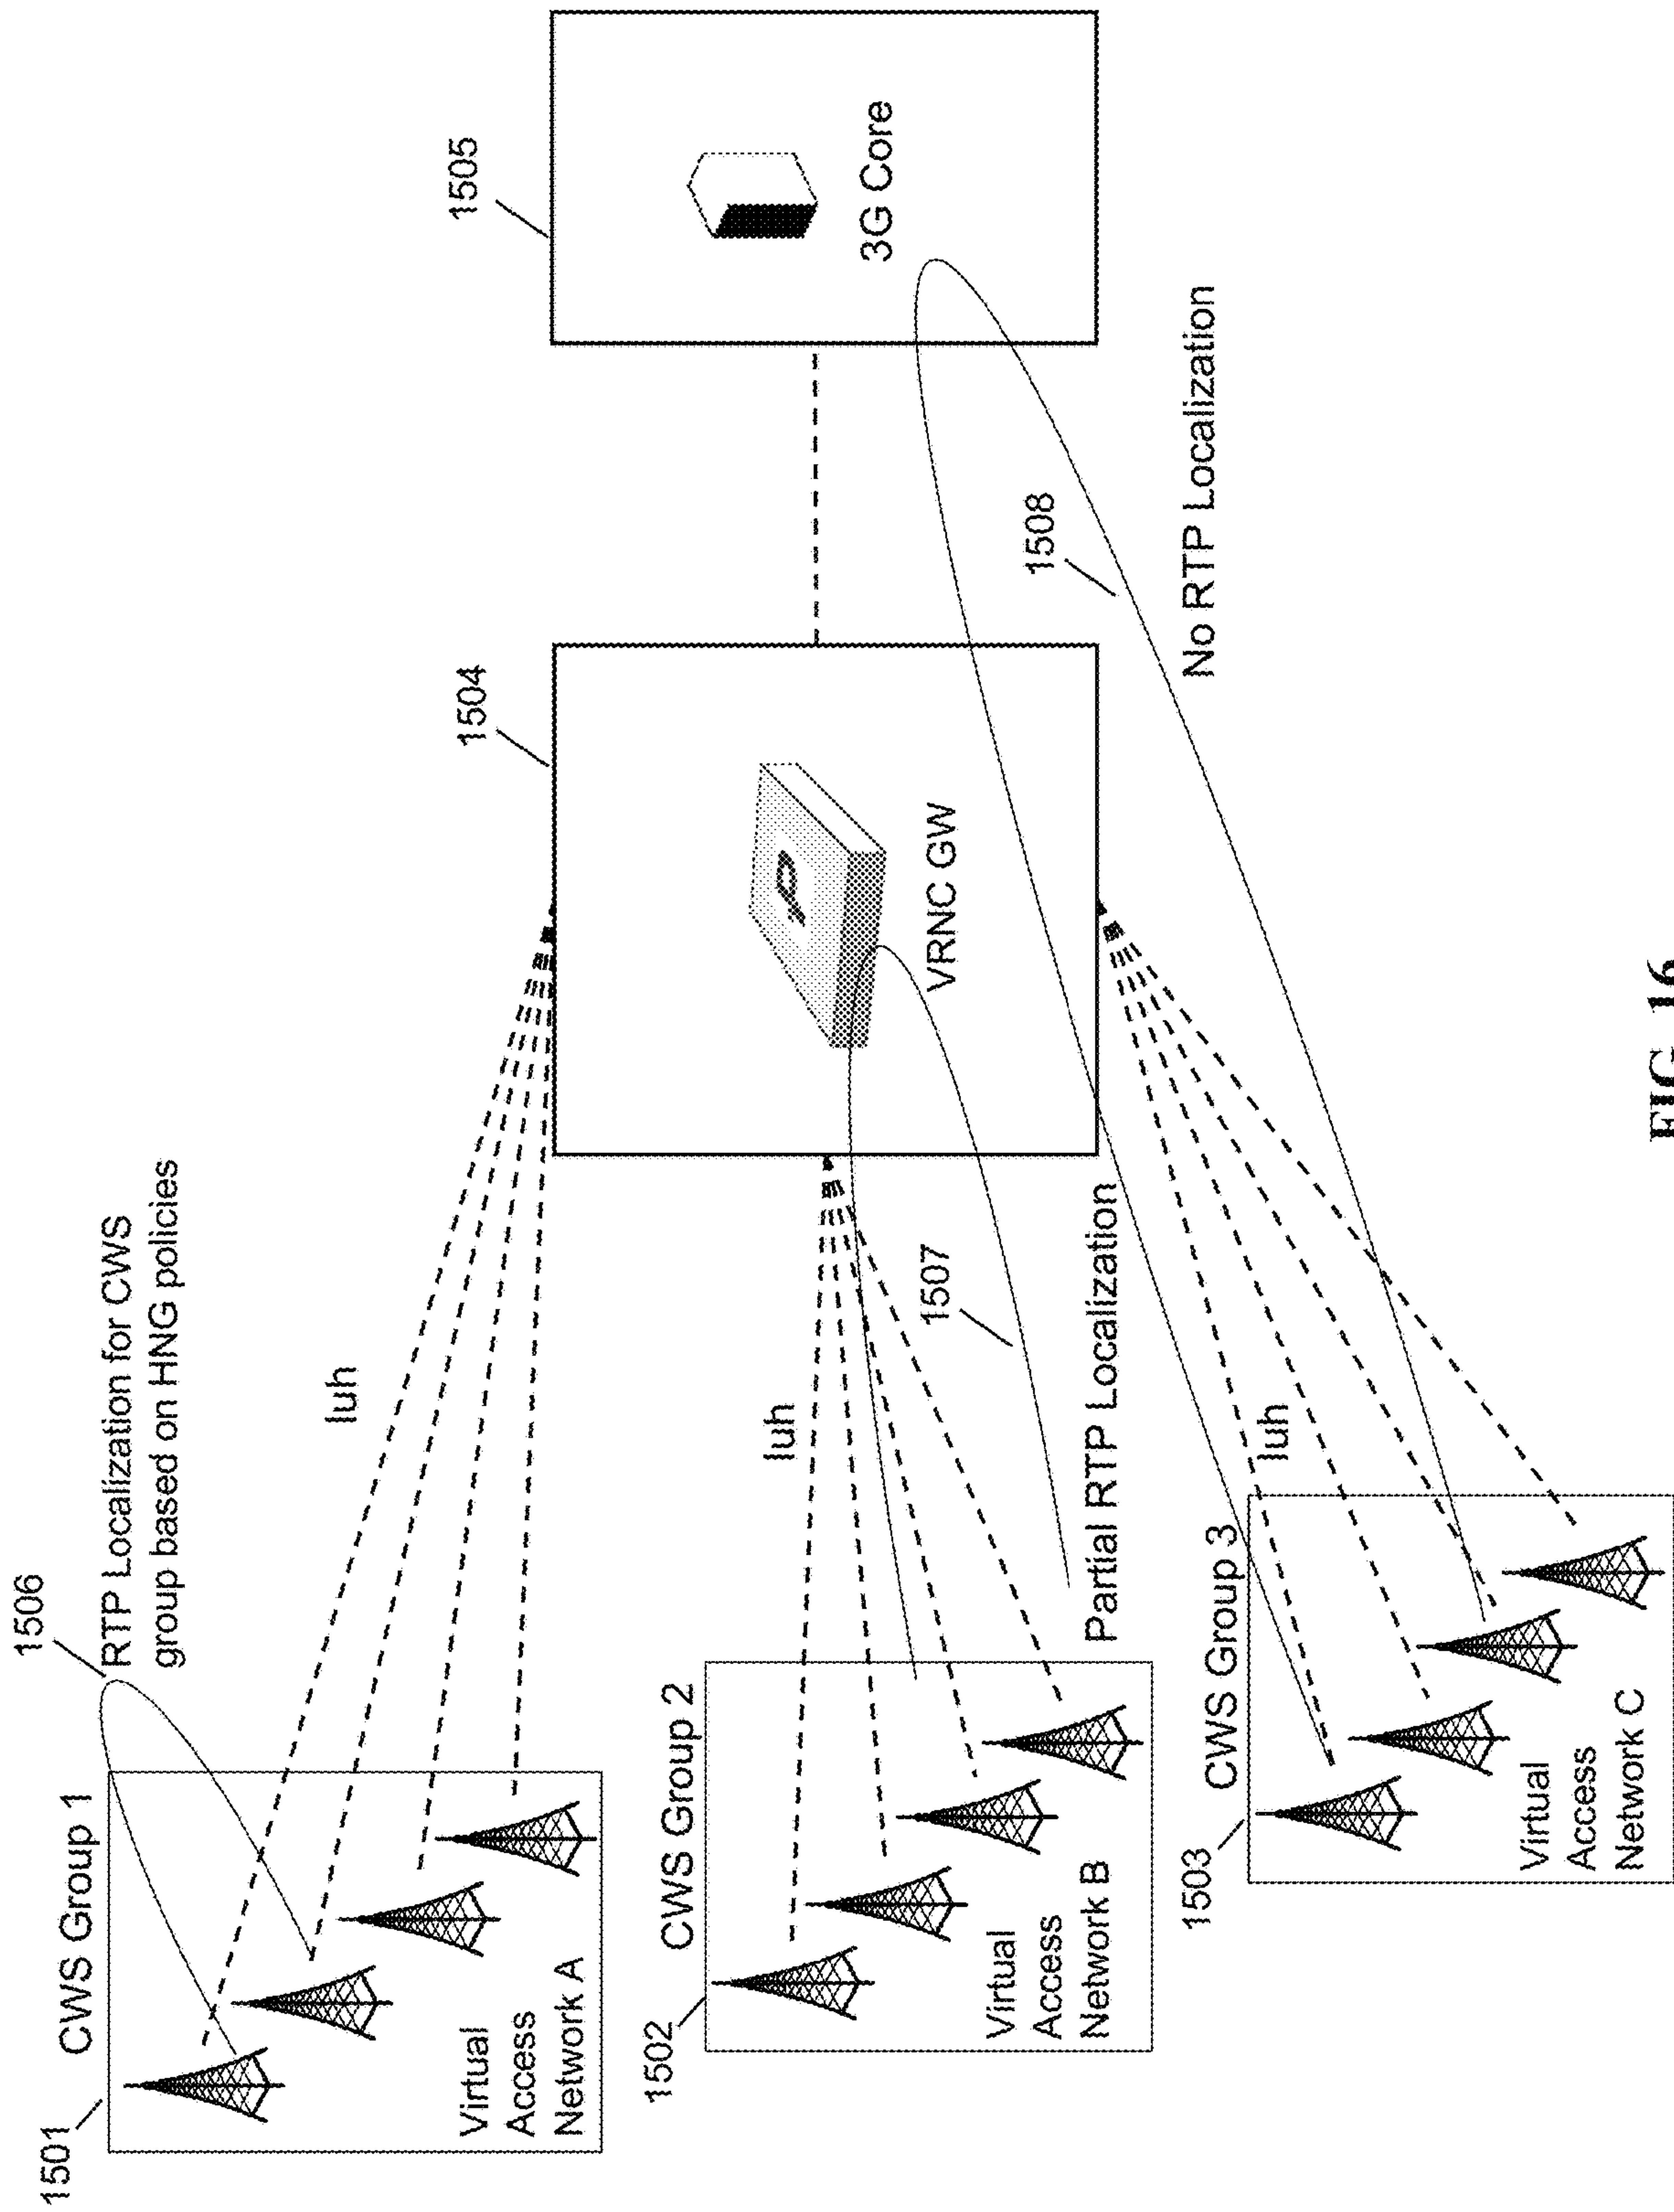 1501
CWS Group 1
Virtual
Access
Network A
1506
RTP Localization for CWS
group based on HNG policies
Iuh
1502
CWS Group 2
Virtual
Access
Network B
Iuh
1507
Partial RTP Localization
1503
CWS Group 3
Virtual
Access
Network C
Iuh
1504
VRNC GW
1508
No RTP Localization
1505
3G Core
FIG. 16